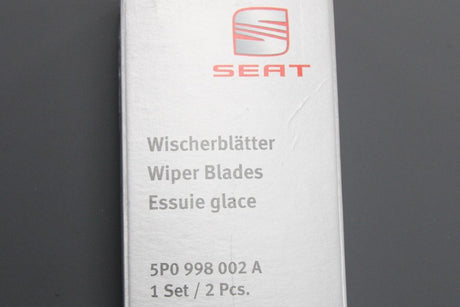 SEAT
Wischerblätter
Wiper Blades
Essuie glace
5P0 998 002 A
1 Set / 2 Pcs.